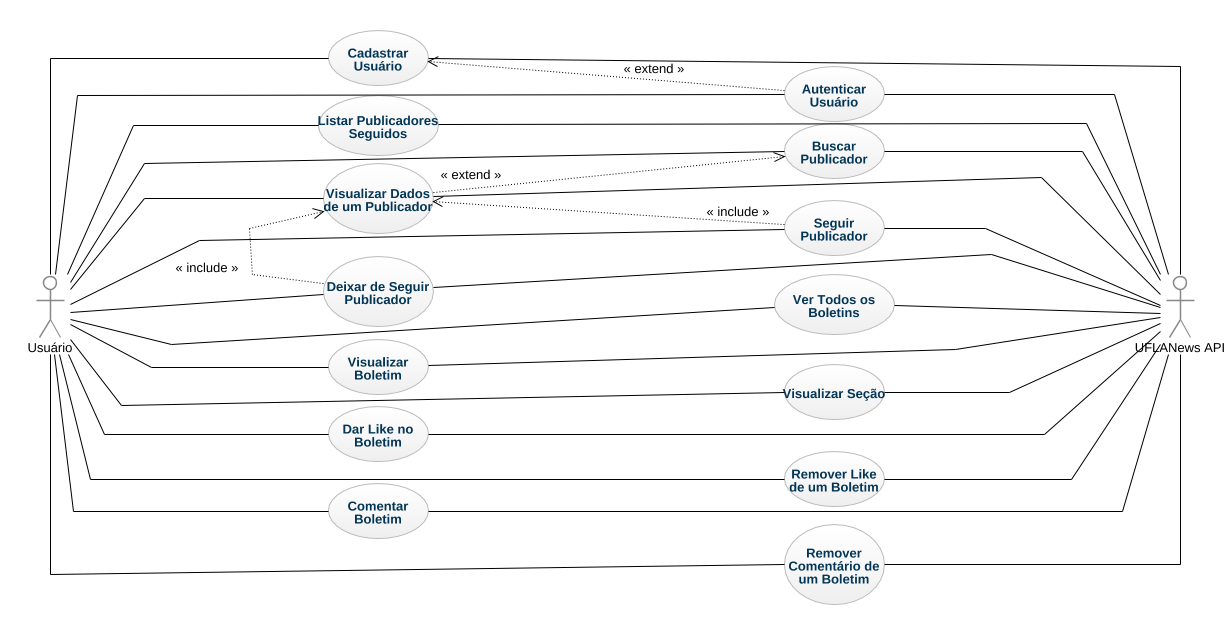 Cadastrar
Usuário
« extend »
Autenticar
Usuário
Listar Publicadores
Seguidos
Buscar
Publicador
« extend »
Visualizar Dados
de um Publicador
« include »
Seguir
Publicador
« include »
Deixar de Seguir
Publicador
Ver Todos os
Boletins
Usuário
UFLANews API
Visualizar
Boletim
Visualizar Seção
Dar Like no
Boletim
Remover Like
de um Boletim
Comentar
Boletim
Remover
Comentário de
um Boletim